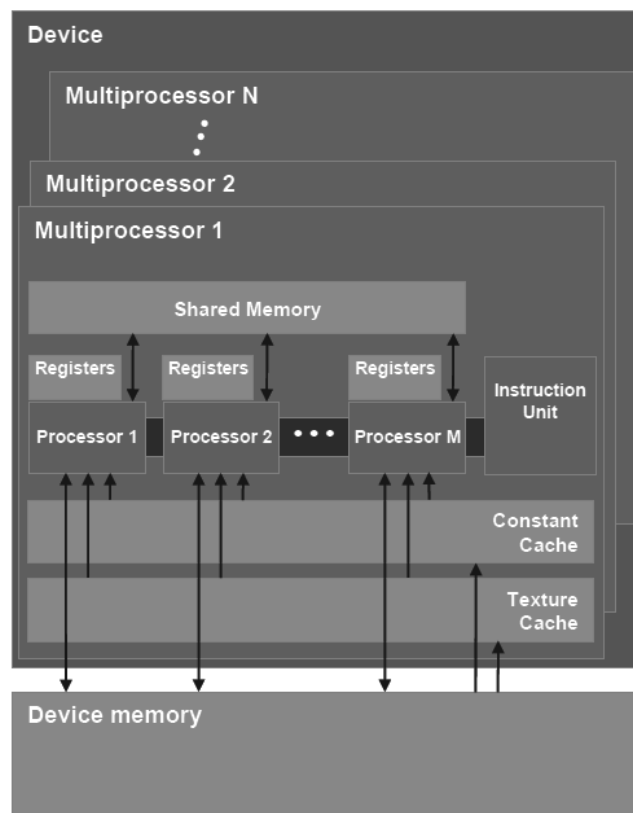 Device
Multiprocessor N
Multiprocessor 2
Multiprocessor 1
Shared Memory
Registers
Registers
Registers
Instruction
Unit
Processor 1
Processor 2
Processor M
Constant
Cache
Texture
Cache
Device memory